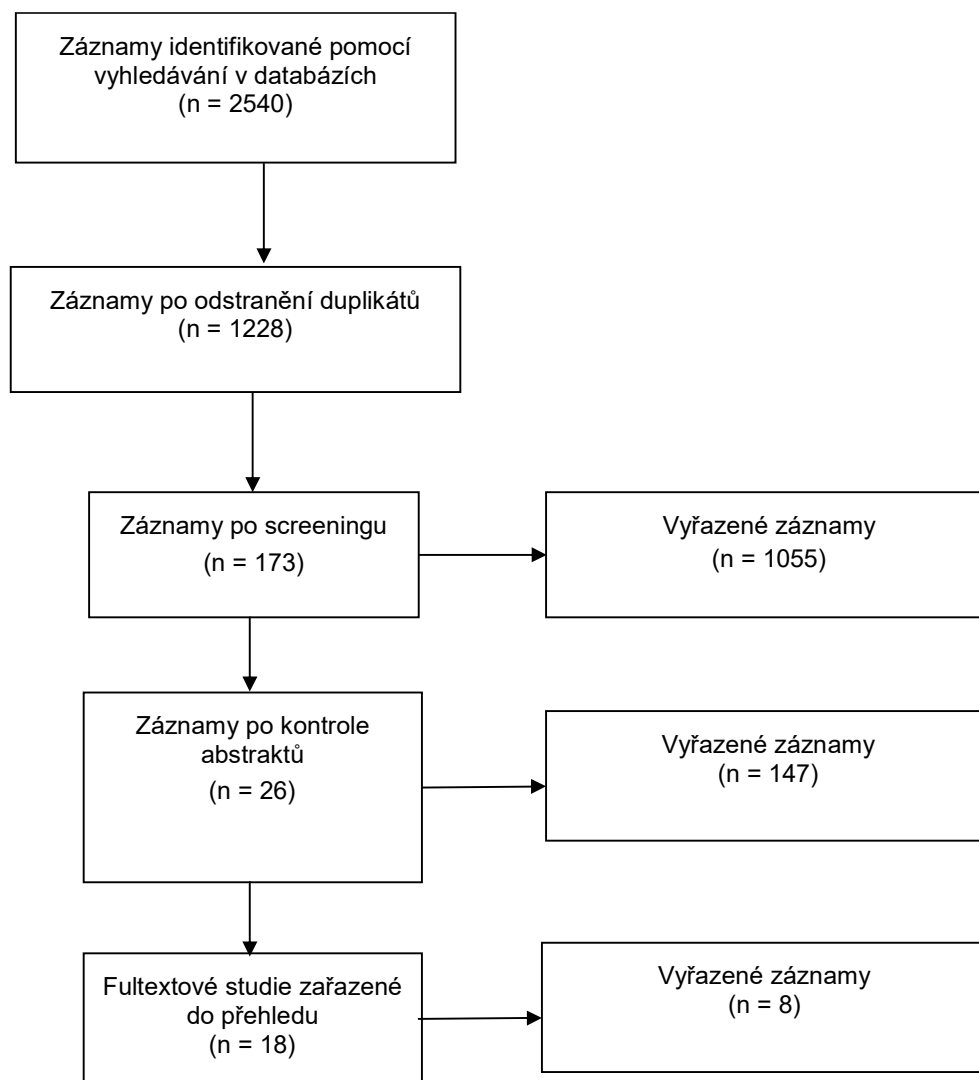 Záznamy identifikované pomocí
vyhledávání v databázích
(n = 2540)
Záznamy po odstranění duplikátů
(n = 1228)
Záznamy po screeningu
(n = 173)
Vyřazené záznamy
(n = 1055)
Záznamy po kontrole
abstraktů
(n = 26)
Vyřazené záznamy
(n = 147)
Fultextové studie zařazené
do přehledu
(n = 18)
Vyřazené záznamy
(n = 8)